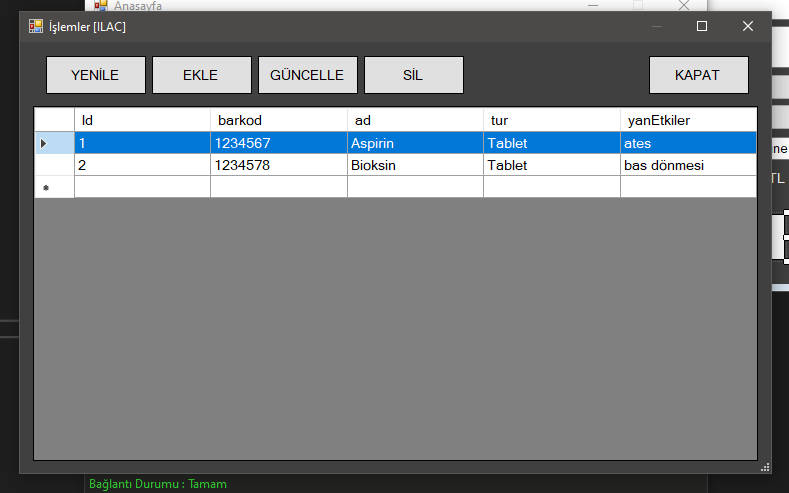 Anasayfa
İşlemler [ILAC]
YENİLE EKLE GÜNCELLE SİL KAPAT
Id barkod ad tur yanEtkiler
1 1234567 Aspirin Tablet ates
2 1234578 Bioksin Tablet bas dönmesi
ne
TL
Bağlantı Durumu : Tamam